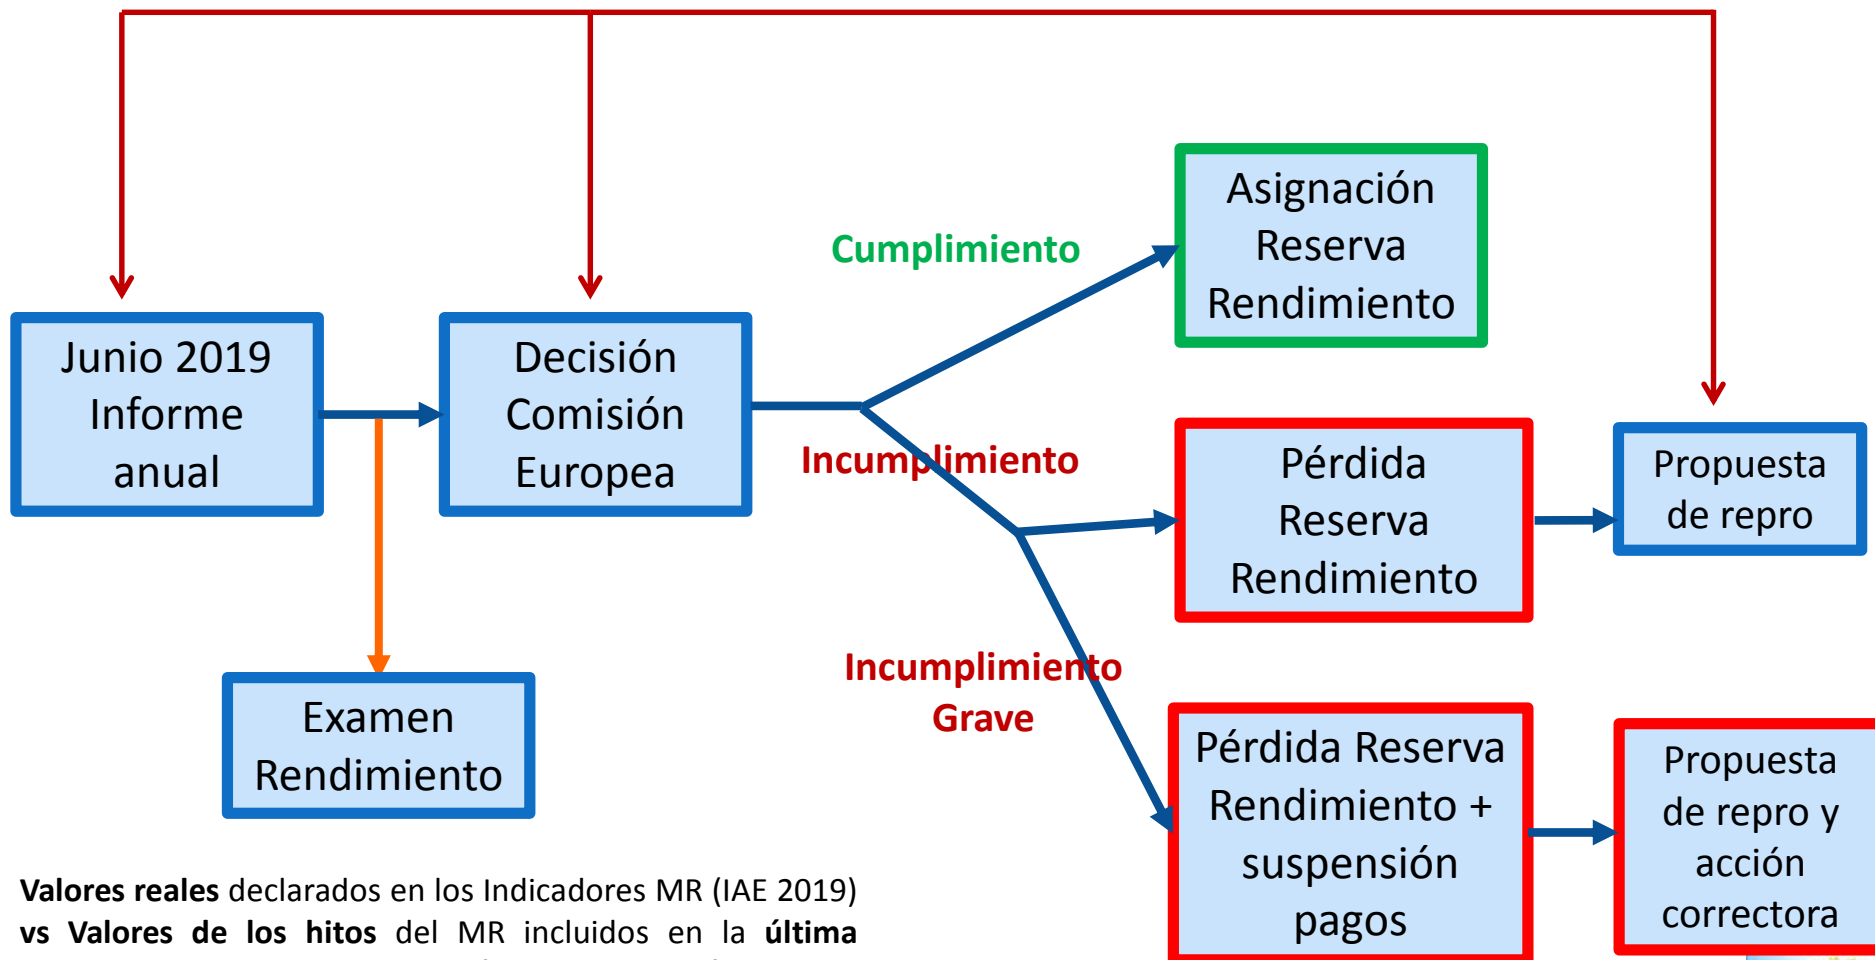 Cumplimiento
Asignación
Reserva
Rendimiento
Junio 2019
Informe
anual
Decisión
Comisión
Europea
Incumplimiento
Pérdida
Reserva
Rendimiento
Propuesta
de repro
Examen
Rendimiento
Incumplimiento
Grave
Pérdida Reserva
Rendimiento +
suspensión
pagos
Propuesta
de repro y
acción
correctora
Valores reales declarados en los Indicadores MR (IAE 2019)
vs Valores de los hitos del MR incluidos en la última